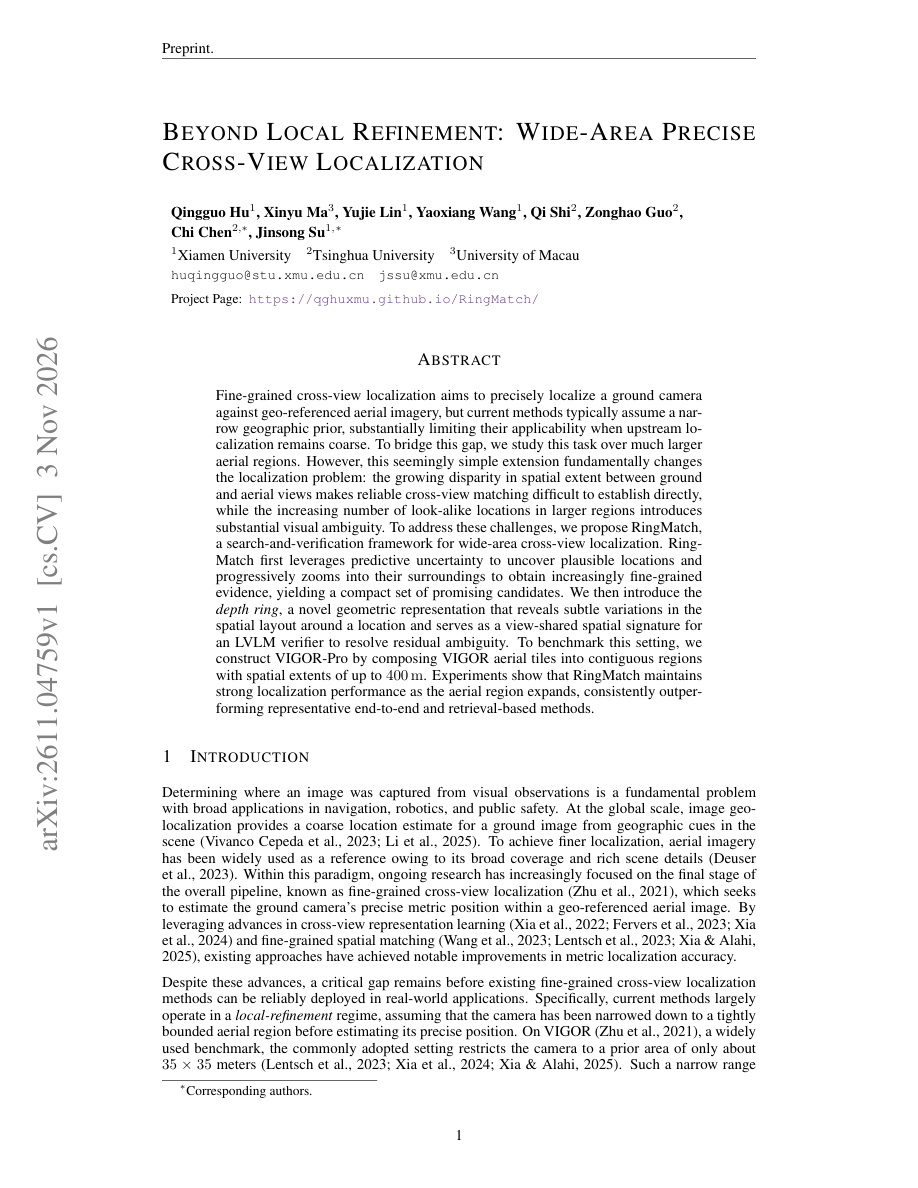 Preprint.
BEYOND LOCAL REFINEMENT: WIDE-AREA PRECISE
CROSS-VIEW LOCALIZATION
Qingguo Hu¹, Xinyu Ma³, Yujie Lin¹, Yaoxiang Wang¹, Qi Shi², Zonghao Guo²,
Chi Chen²,*, Jinsong Su¹,*
¹Xiamen University ²Tsinghua University ³University of Macau
huqingguo@stu.xmu.edu.cn jssu@xmu.edu.cn
Project Page: https://qghuxmu.github.io/RingMatch/
ABSTRACT
Fine-grained cross-view localization aims to precisely localize a ground camera
against geo-referenced aerial imagery, but current methods typically assume a nar-
row geographic prior, substantially limiting their applicability when upstream lo-
calization remains coarse. To bridge this gap, we study this task over much larger
aerial regions. However, this seemingly simple extension fundamentally changes
the localization problem: the growing disparity in spatial extent between ground
and aerial views makes reliable cross-view matching difficult to establish directly,
while the increasing number of look-alike locations in larger regions introduces
substantial visual ambiguity. To address these challenges, we propose RingMatch,
a search-and-verification framework for wide-area cross-view localization. Ring-
Match first leverages predictive uncertainty to uncover plausible locations and
progressively zooms into their surroundings to obtain increasingly fine-grained
evidence, yielding a compact set of promising candidates. We then introduce the
depth ring, a novel geometric representation that reveals subtle variations in the
spatial layout around a location and serves as a view-shared spatial signature for
an LVLM verifier to resolve residual ambiguity. To benchmark this setting, we
construct VIGOR-Pro by composing VIGOR aerial tiles into contiguous regions
with spatial extents of up to 400 m. Experiments show that RingMatch maintains
strong localization performance as the aerial region expands, consistently outper-
forming representative end-to-end and retrieval-based methods.
1 INTRODUCTION
Determining where an image was captured from visual observations is a fundamental problem
with broad applications in navigation, robotics, and public safety. At the global scale, image geo-
localization provides a coarse location estimate for a ground image from geographic cues in the
scene (Vivanco Cepeda et al., 2023; Li et al., 2025). To achieve finer localization, aerial imagery
has been widely used as a reference owing to its broad coverage and rich scene details (Deuser
et al., 2023). Within this paradigm, ongoing research has increasingly focused on the final stage of
the overall pipeline, known as fine-grained cross-view localization (Zhu et al., 2021), which seeks
to estimate the ground camera's precise metric position within a geo-referenced aerial image. By
leveraging advances in cross-view representation learning (Xia et al., 2022; Fervers et al., 2023; Xia
et al., 2024) and fine-grained spatial matching (Wang et al., 2023; Lentsch et al., 2023; Xia & Alahi,
2025), existing approaches have achieved notable improvements in metric localization accuracy.
Despite these advances, a critical gap remains before existing fine-grained cross-view localization
methods can be reliably deployed in real-world applications. Specifically, current methods largely
operate in a local-refinement regime, assuming that the camera has been narrowed down to a tightly
bounded aerial region before estimating its precise position. On VIGOR (Zhu et al., 2021), a widely
used benchmark, the commonly adopted setting restricts the camera to a prior area of only about
35 × 35 meters (Lentsch et al., 2023; Xia et al., 2024; Xia & Alahi, 2025). Such a narrow range
*Corresponding authors.
1
arXiv:2611.04759v1 [cs.CV] 3 Nov 2026